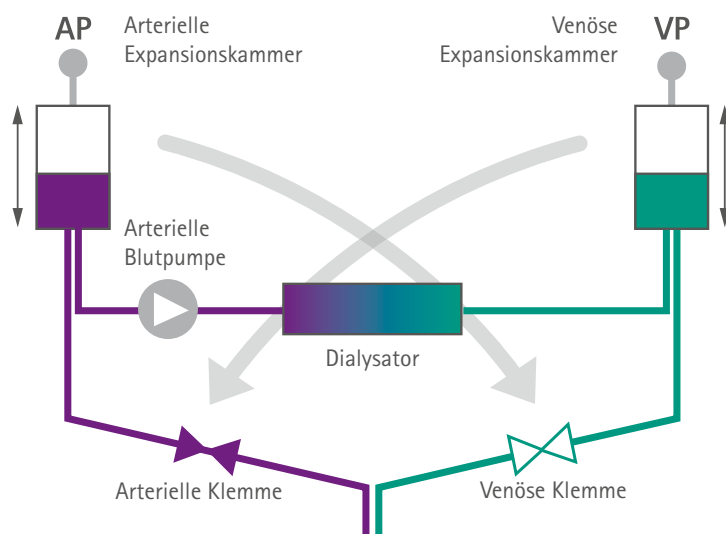 AP
Arterielle
Expansionskammer
Venöse
Expansionskammer
VP
Arterielle
Blutpumpe
Dialysator
Arterielle Klemme
Venöse Klemme